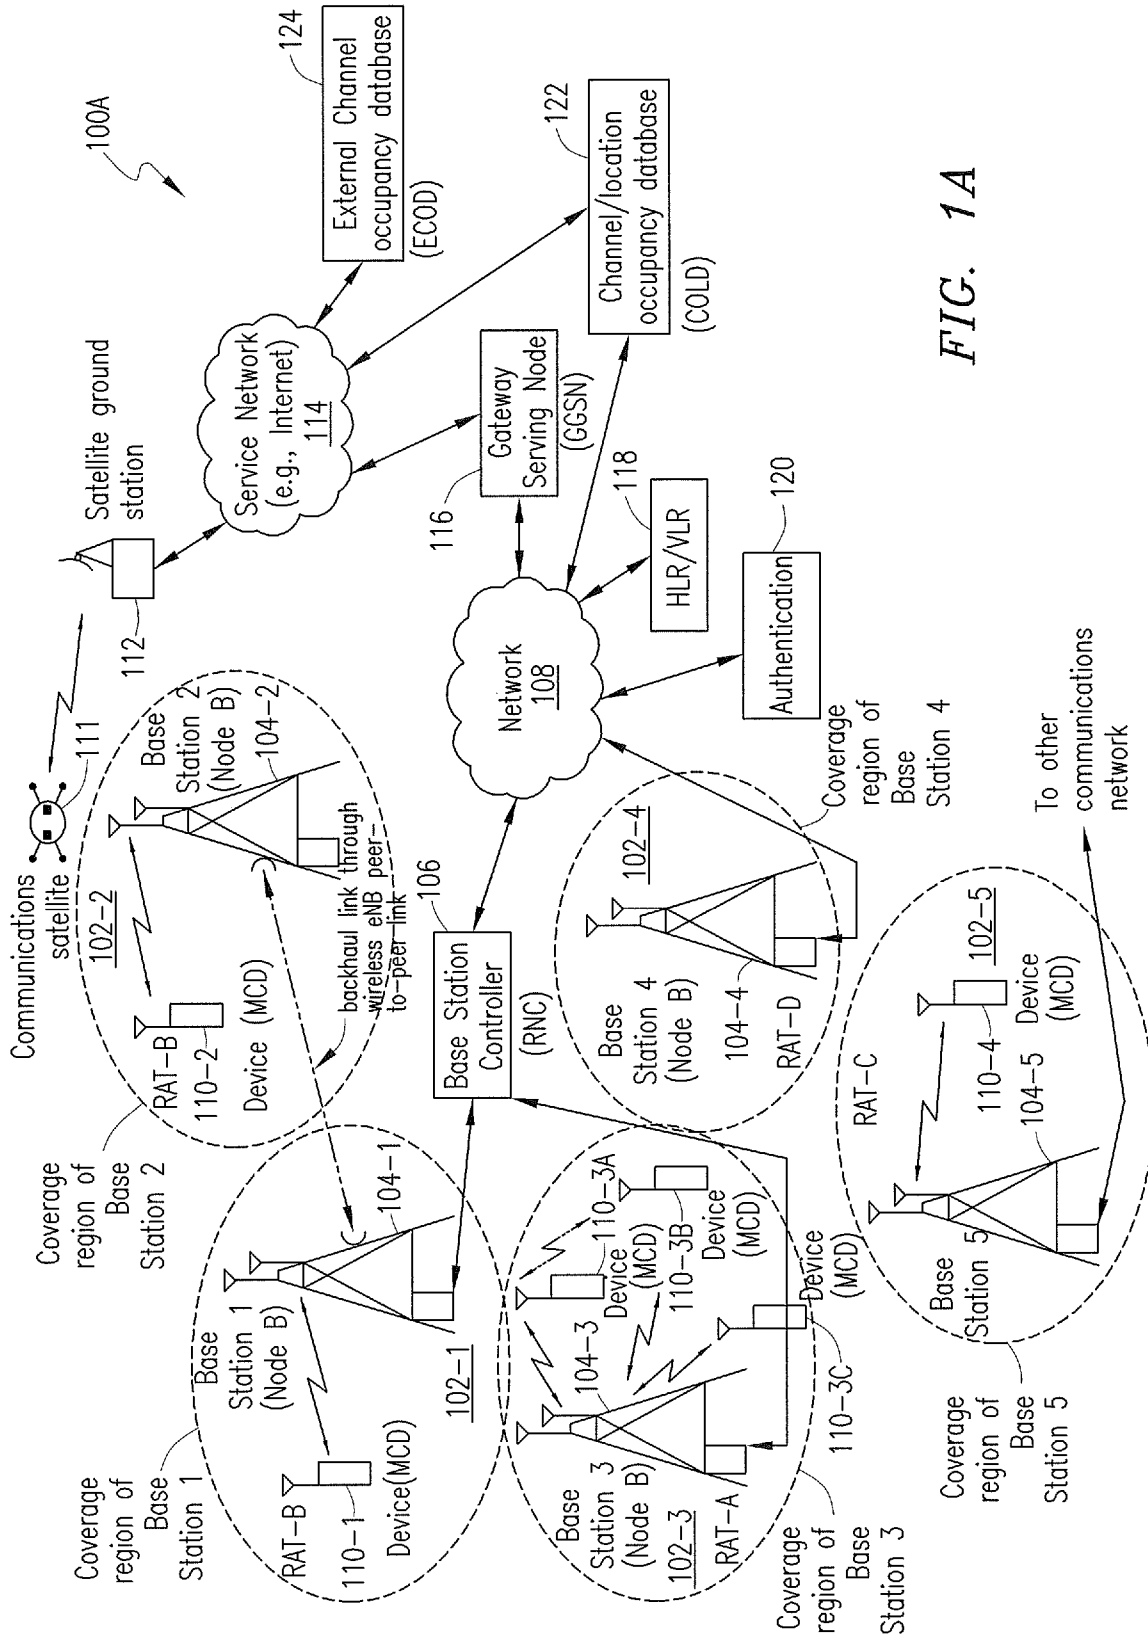 100A
Communications
satellite
111
Satellite ground
station
112
Service Network
(e.g., Internet)
114
External Channel
occupancy database
(ECOD)
124
Channel/location
occupancy database
(COLD)
122
116
Gateway
Serving Node
(GGSN)
HLR/VLR
118
Authentication
120
Network
108
106
Base Station
Controller
(RNC)
Coverage
region of
Base
Station 2
102-2
Base
Station 2
(Node B)
104-2
RAT-B
110-2
Device (MCD)
backhaul link through
wireless eNB peer-
to-peer link
Coverage
region of
Base
Station 1
Base
Station 1
(Node B)
104-1
RAT-B
110-1
Device(MCD)
102-1
Base
Station 3
(Node B)
102-3
RAT-A
104-3
Device
(MCD)
110-3A
110-3B
Device
(MCD)
110-3C
Device
(MCD)
Coverage
region of
Base
Station 3
Base
Station 4
(Node B)
102-4
104-4
RAT-D
Coverage
region of
Base
Station 4
RAT-C
Base
Station 5
104-5
110-4
Device
(MCD)
102-5
Coverage
region of
Base
Station 5
To other
communications
network
FIG. 1A